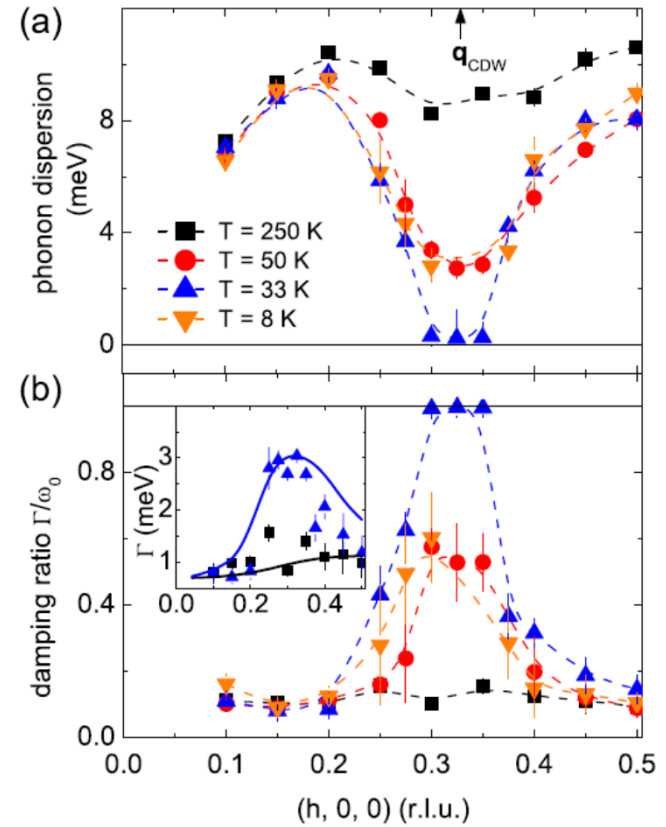 (a)
q CDW
phonon dispersion
(meV)
8
4
0
T = 250 K
T = 50 K
T = 33 K
T = 8 K
(b)
damping ratio Γ/ω₀
0.8
0.4
0.0
Γ (meV)
3
2
1
0.0
0.2
0.4
0.0
0.1
0.2
0.3
0.4
0.5
(h, 0, 0) (r.l.u.)